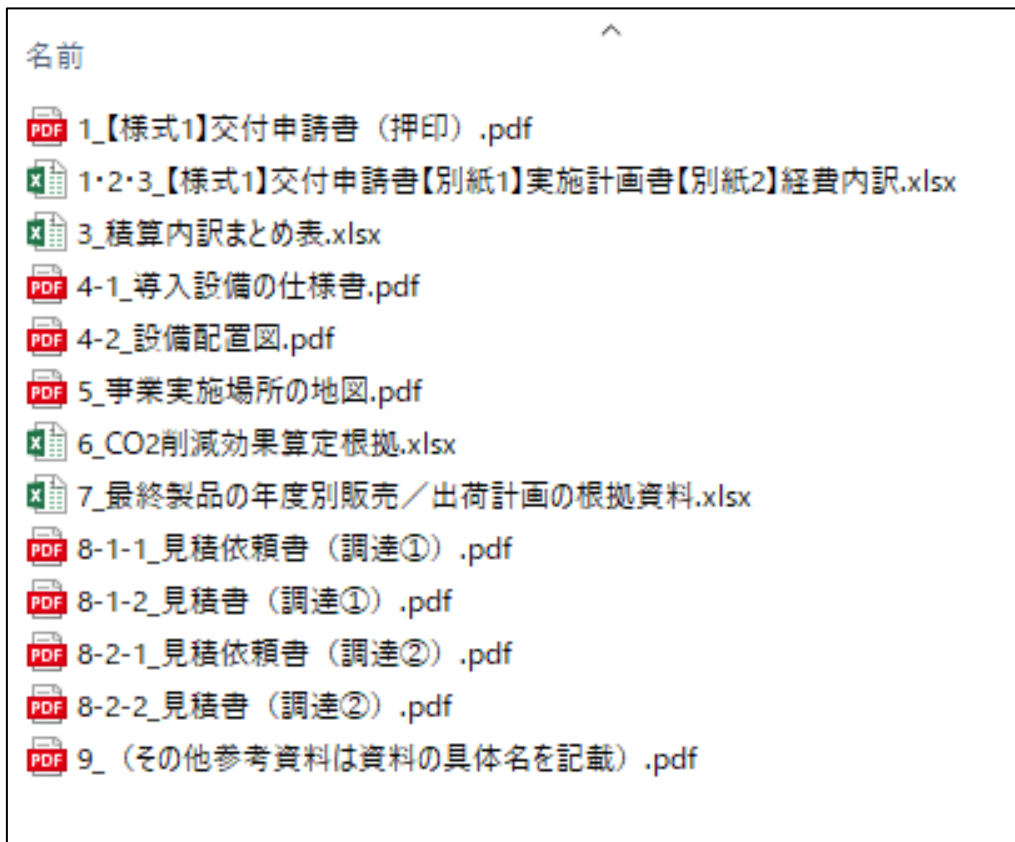 名前
PDF 1_【様式1】交付申請書（押印）.pdf
1・2・3_【様式1】交付申請書【別紙1】実施計画書【別紙2】経費内訳.xlsx
3_積算内訳まとめ表.xlsx
PDF 4-1_導入設備の仕様書.pdf
PDF 4-2_設備配置図.pdf
PDF 5_事業実施場所の地図.pdf
6_CO2削減効果算定根拠.xlsx
7_最終製品の年度別販売／出荷計画の根拠資料.xlsx
PDF 8-1-1_見積依頼書（調達①）.pdf
PDF 8-1-2_見積書（調達①）.pdf
PDF 8-2-1_見積依頼書（調達②）.pdf
PDF 8-2-2_見積書（調達②）.pdf
PDF 9_（その他参考資料は資料の具体名を記載）.pdf